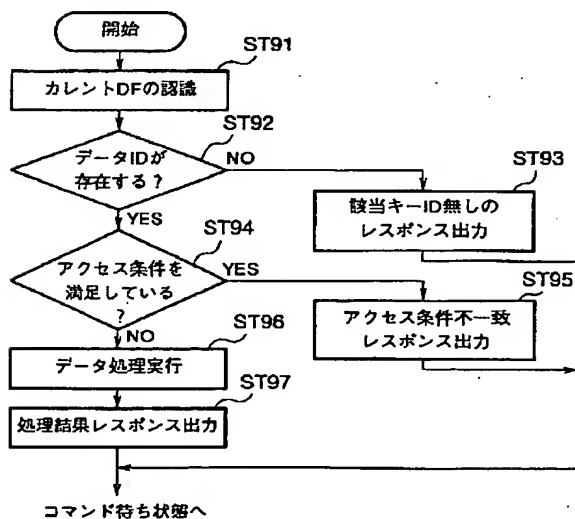 開始
ST91
カレントDFの認識
ST92
データIDが
存在する?
NO
YES
ST93
該当キーID無しの
レスポンス出力
ST94
アクセス条件を
満足している
?
YES
NO
ST95
アクセス条件不一致
レスポンス出力
ST96
データ処理実行
ST97
処理結果レスポンス出力
コマンド待ち状態へ